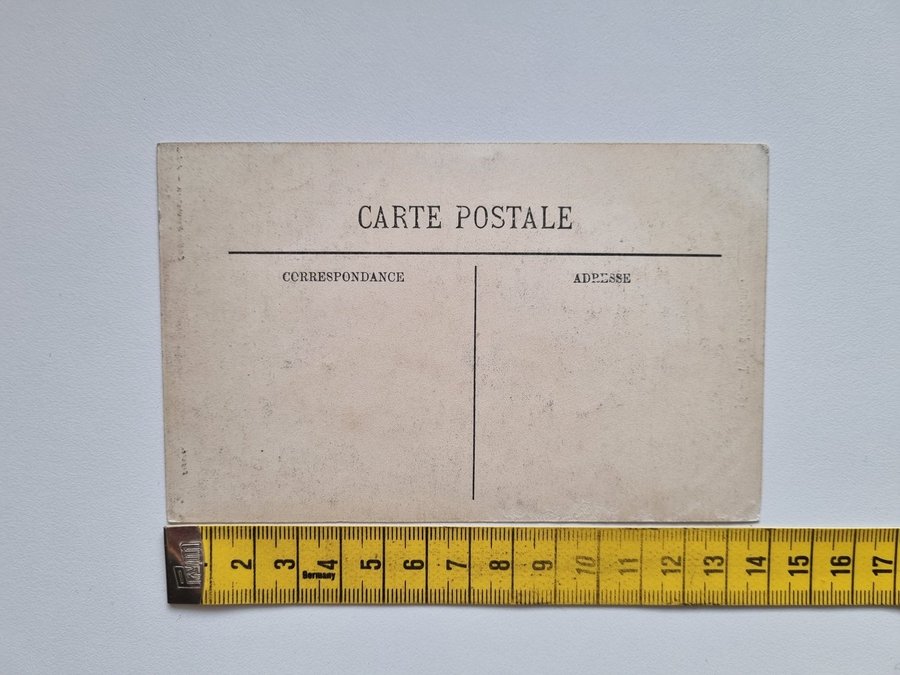 CARTE POSTALE
CORRESPONDANCE
ADRESSE
2 3 4 5 6 7 8 9 10 11 12 13 14 15 16 17
Germany